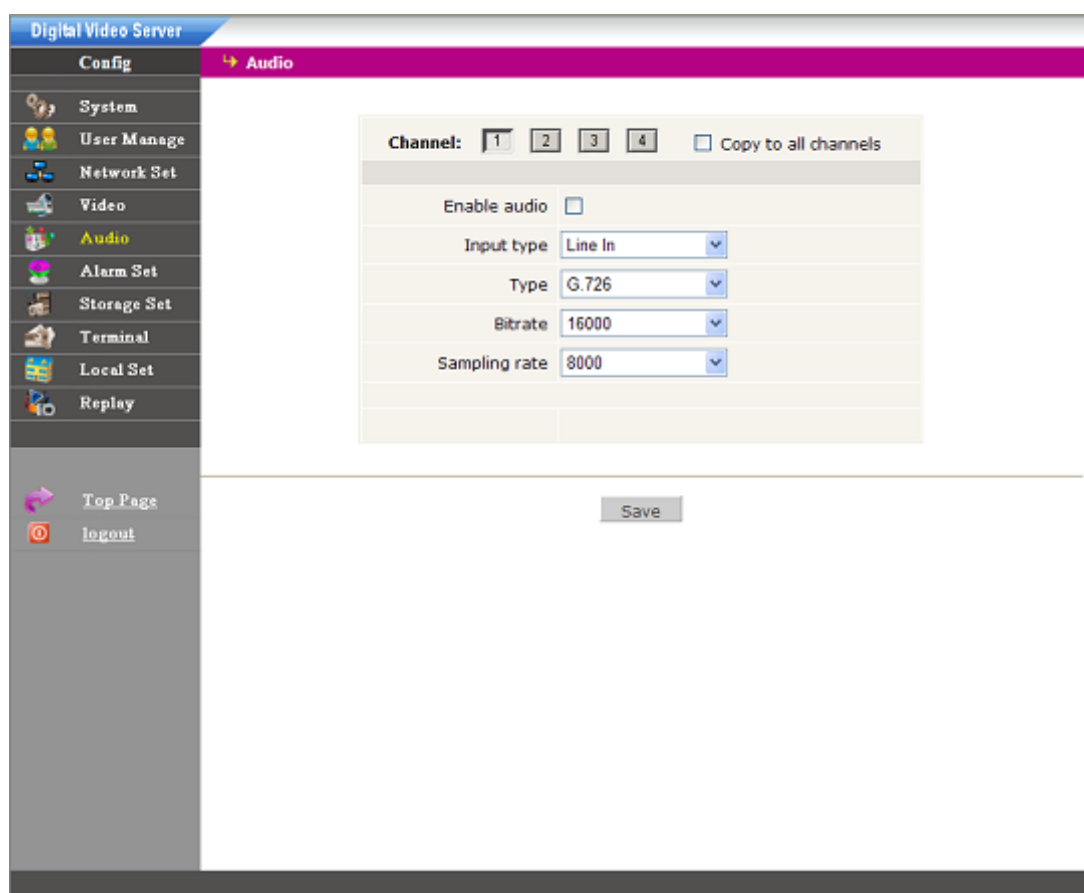 Digital Video Server
Config
Audio
System
User Manage
Network Set
Video
Audio
Alarm Set
Storage Set
Terminal
Local Set
Replay
Top Page
logout
Channel: 1 2 3 4 Copy to all channels
Enable audio
Input type Line In
Type G.726
Bitrate 16000
Sampling rate 8000
Save